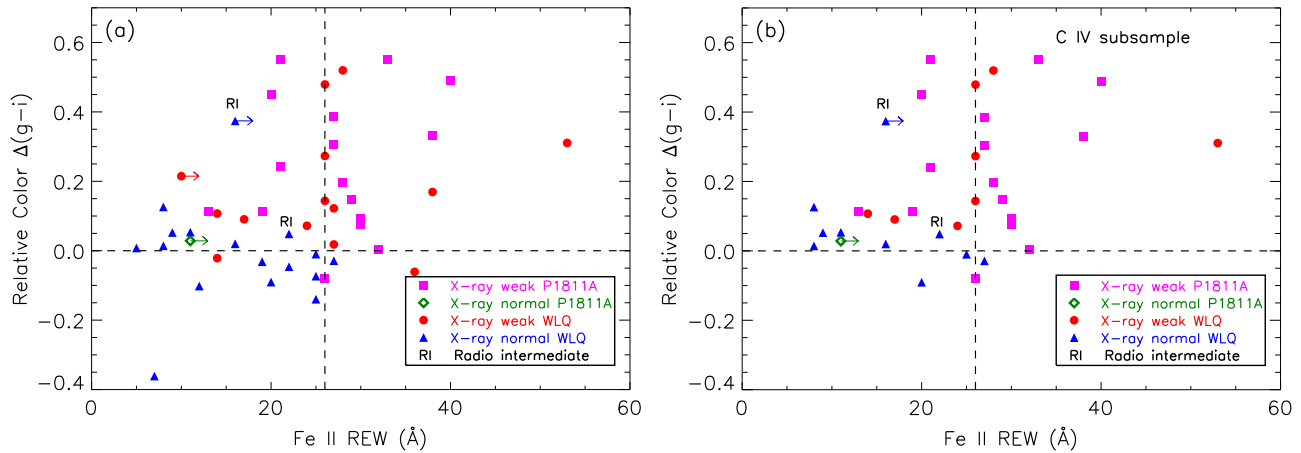 (a)
Relative Color Δ(g−i)
0.6
0.4
0.2
0.0
−0.2
−0.4
RI
RI
X−ray weak P1811A
X−ray normal P1811A
X−ray weak WLQ
X−ray normal WLQ
RI Radio intermediate
0 20 40 60
Fe II REW (Å)
(b)
C IV subsample
Relative Color Δ(g−i)
0.6
0.4
0.2
0.0
−0.2
−0.4
RI
RI
X−ray weak P1811A
X−ray normal P1811A
X−ray weak WLQ
X−ray normal WLQ
RI Radio intermediate
0 20 40 60
Fe II REW (Å)